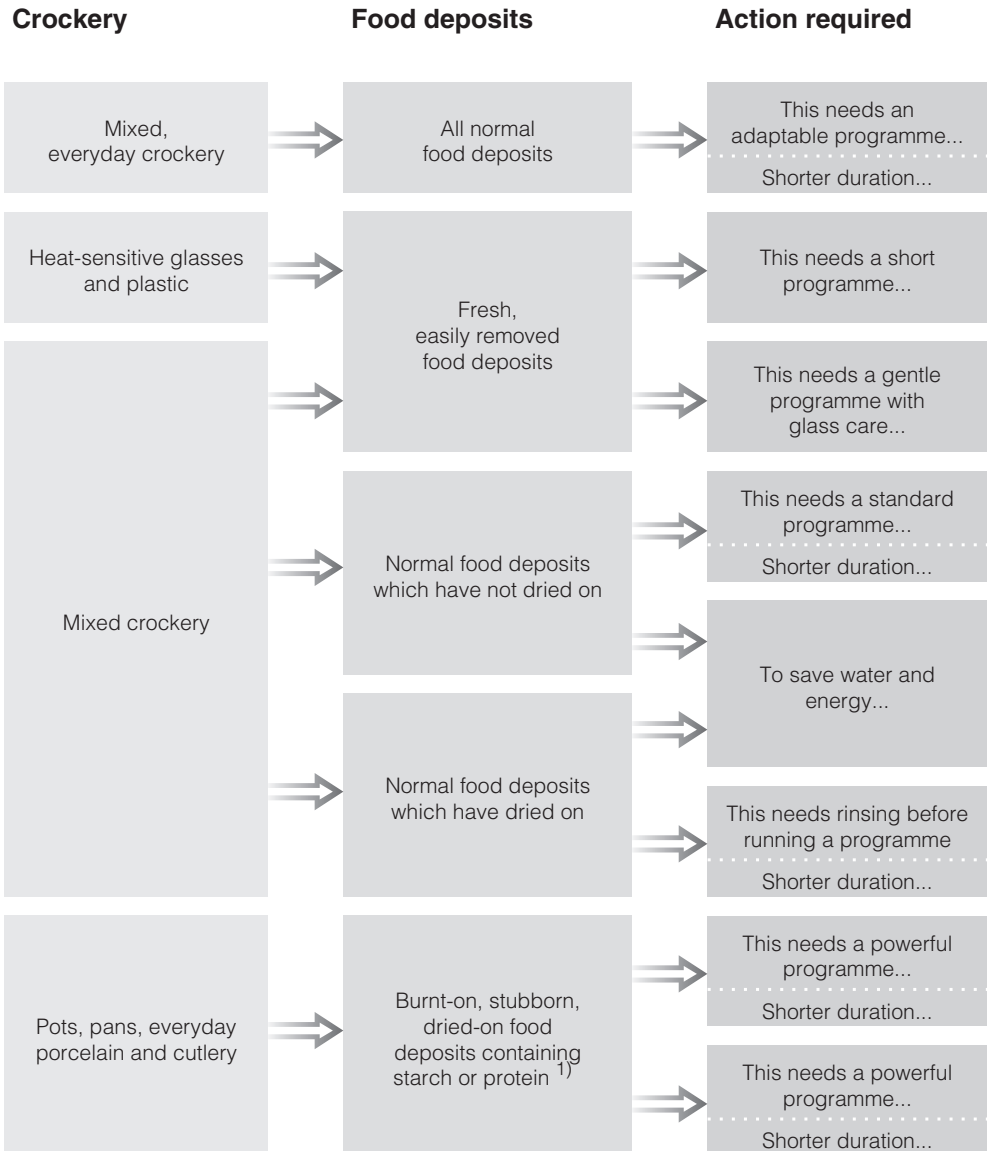 Crockery
Food deposits
Action required
Mixed,
everyday crockery
All normal
food deposits
This needs an
adaptable programme...
Shorter duration...
Heat-sensitive glasses
and plastic
Fresh,
easily removed
food deposits
This needs a short
programme...
This needs a gentle
programme with
glass care...
Mixed crockery
Normal food deposits
which have not dried on
This needs a standard
programme...
Shorter duration...
To save water and
energy...
Normal food deposits
which have dried on
This needs rinsing before
running a programme
Shorter duration...
Pots, pans, everyday
porcelain and cutlery
Burnt-on, stubborn,
dried-on food
deposits containing
starch or protein 1)
This needs a powerful
programme...
Shorter duration...
This needs a powerful
programme...
Shorter duration...